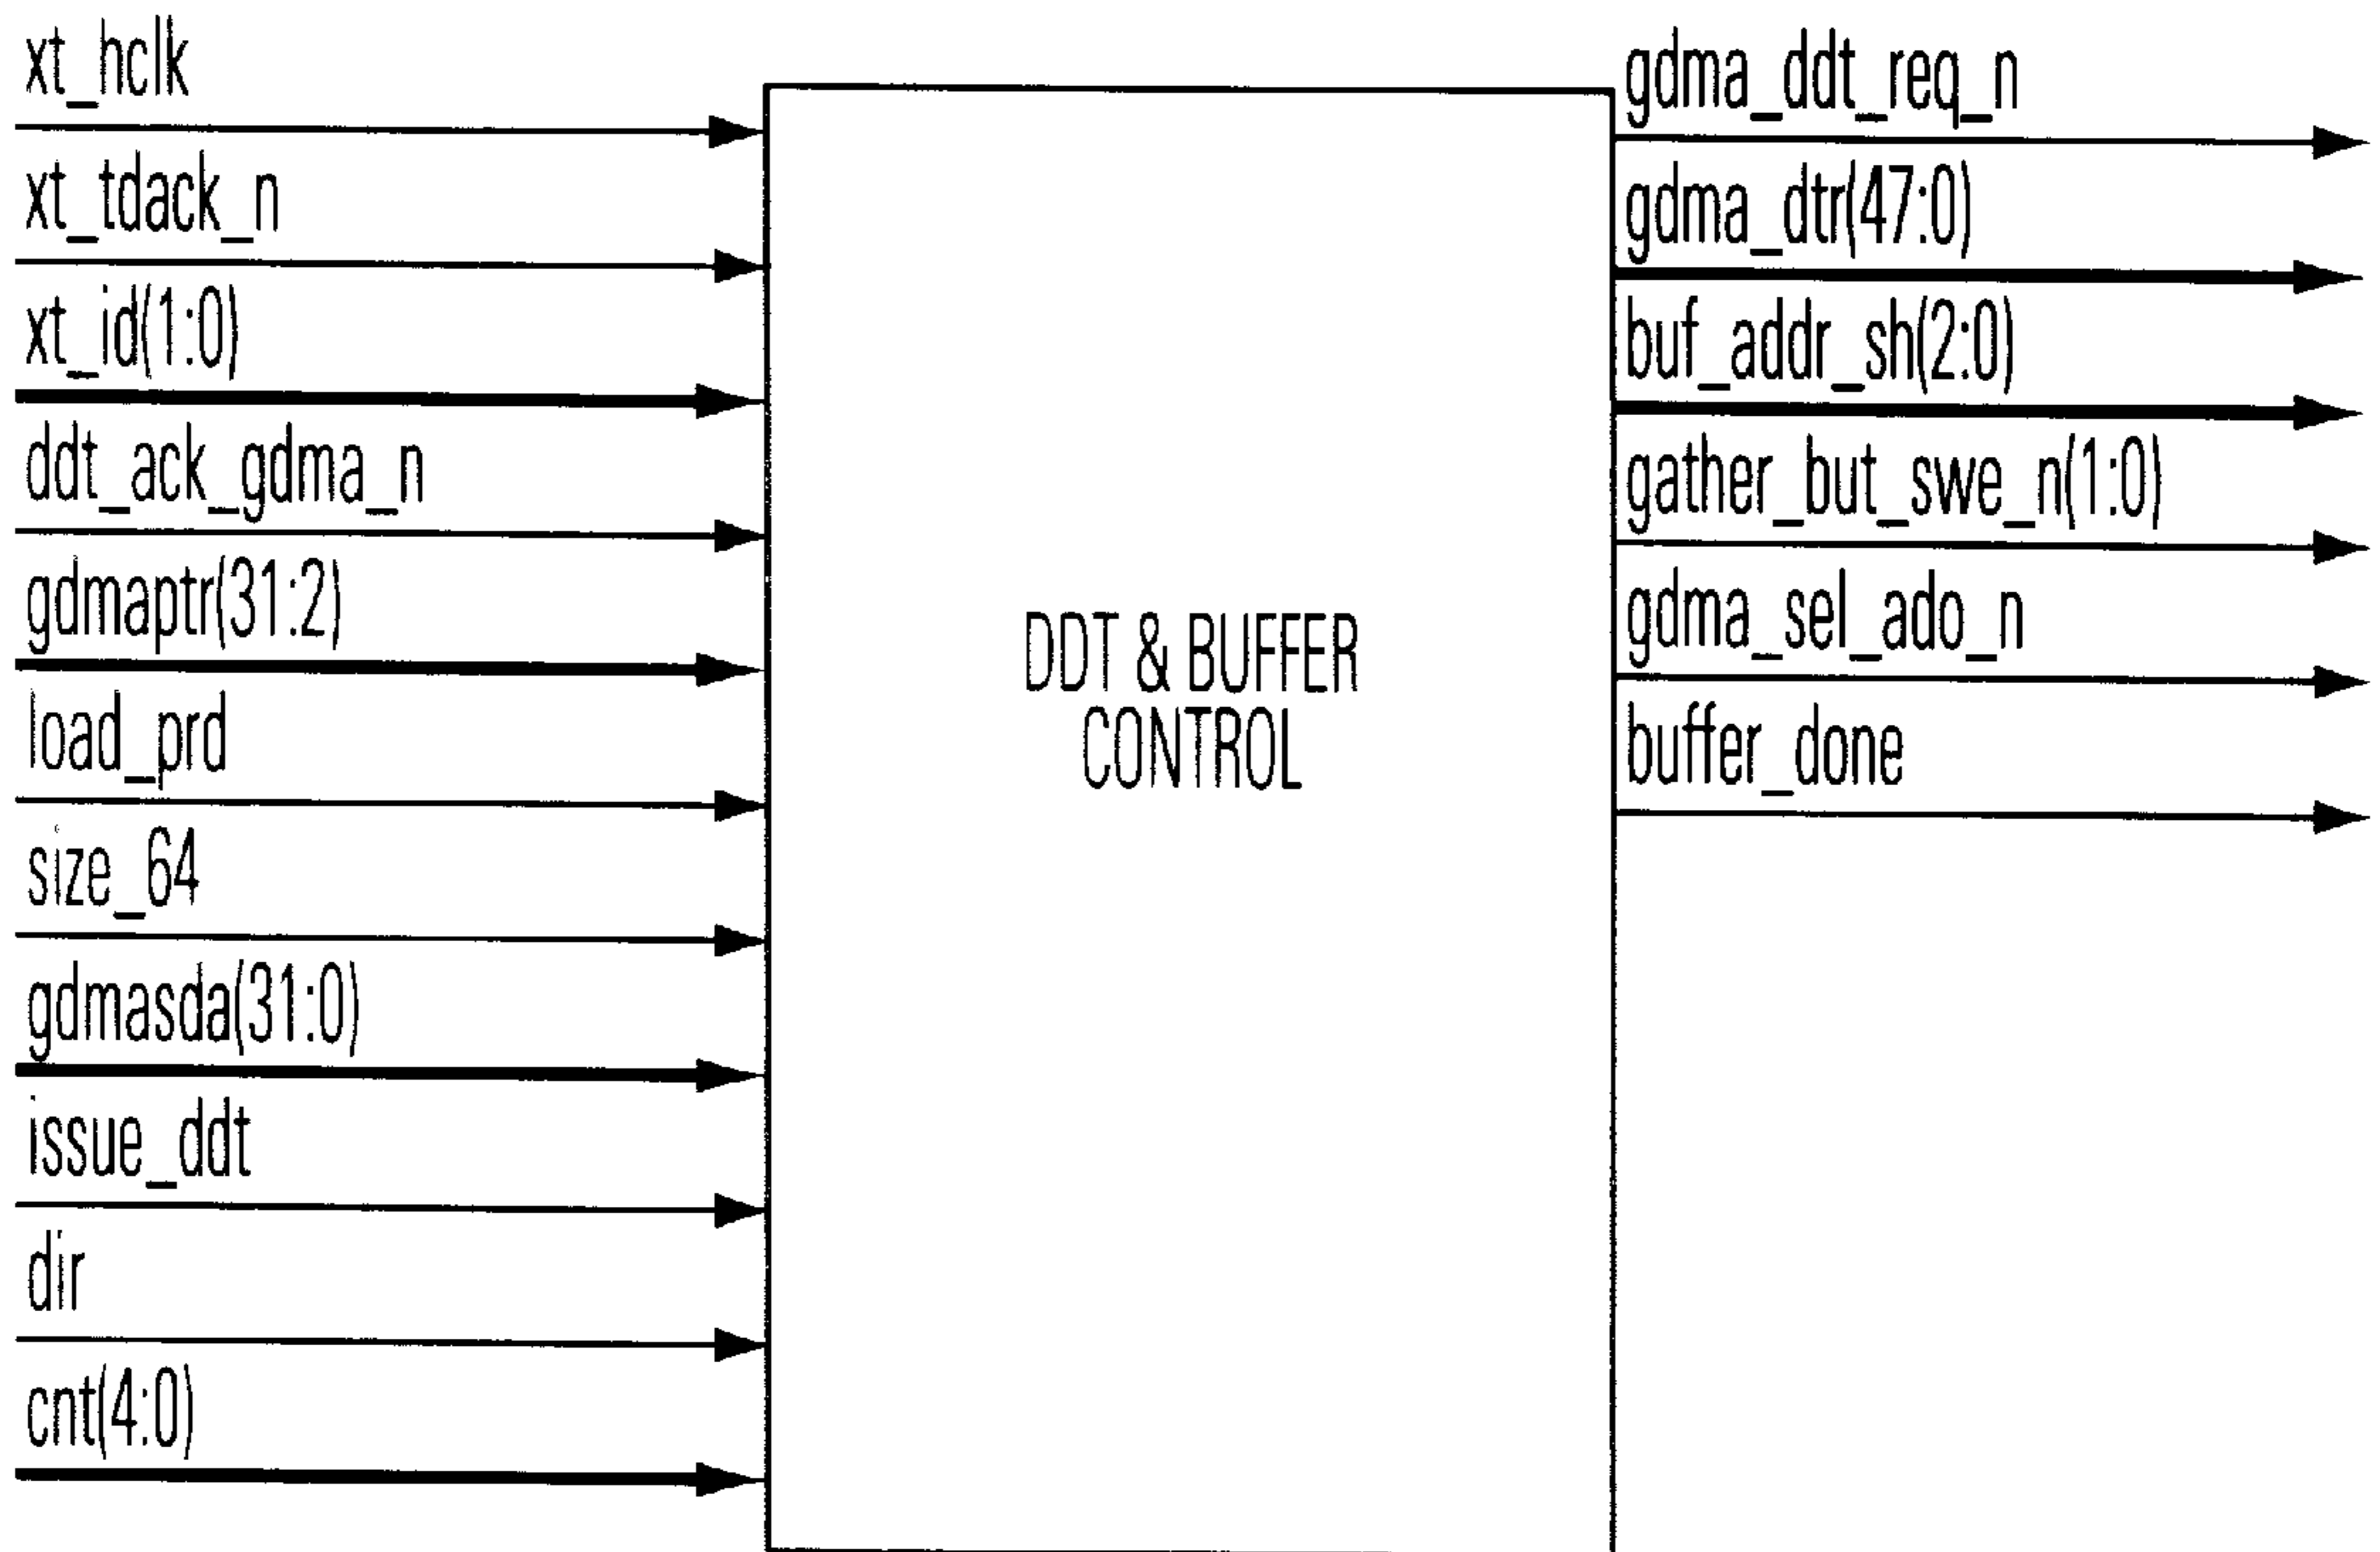 xt_hclk
xt_tdack_n
xt_id(1:0)
ddt_ack_gdma_n
gdmaptr(31:2)
load_prd
size_64
gdmasda(31:0)
issue_ddt
dir
cnt(4:0)
DDT & BUFFER
CONTROL
gdma_ddt_req_n
gdma_dtr(47:0)
buf_addr_sh(2:0)
gather_but_swe_n(1:0)
gdma_sel_ado_n
buffer_done